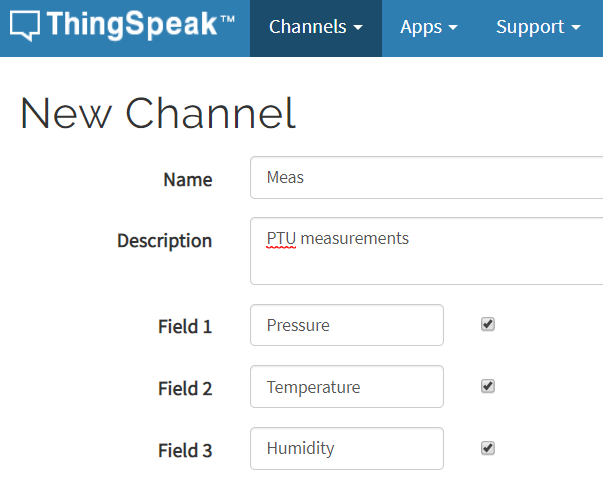 ThingSpeak™ Channels Apps Support
New Channel
Name Meas
Description PTU measurements
Field 1 Pressure
Field 2 Temperature
Field 3 Humidity